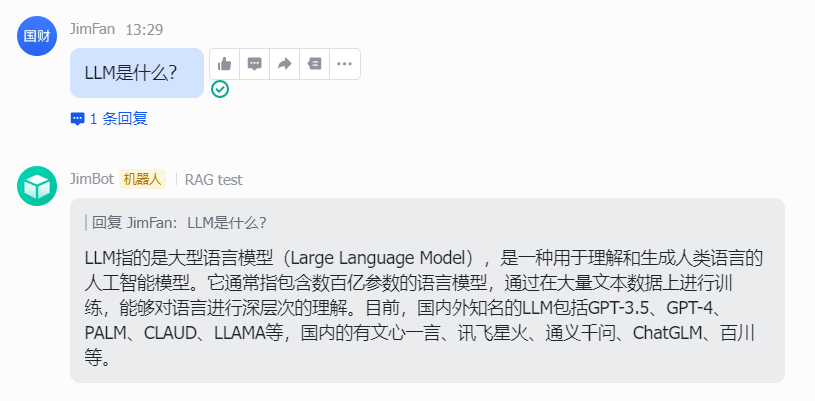 国财
JimFan 13:29
LLM是什么？
1 条回复
JimBot 机器人 RAG test
回复 JimFan：LLM是什么？
LLM指的是大型语言模型（Large Language Model），是一种用于理解和生成人类语言的
人工智能模型。它通常指包含数百亿参数的语言模型，通过在大量文本数据上进行训
练，能够对语言进行深层次的理解。目前，国内外知名的LLM包括GPT-3.5、GPT-4、
PALM、CLAUD、LLAMA等，国内的有文心一言、讯飞星火、通义千问、ChatGLM、百川
等。